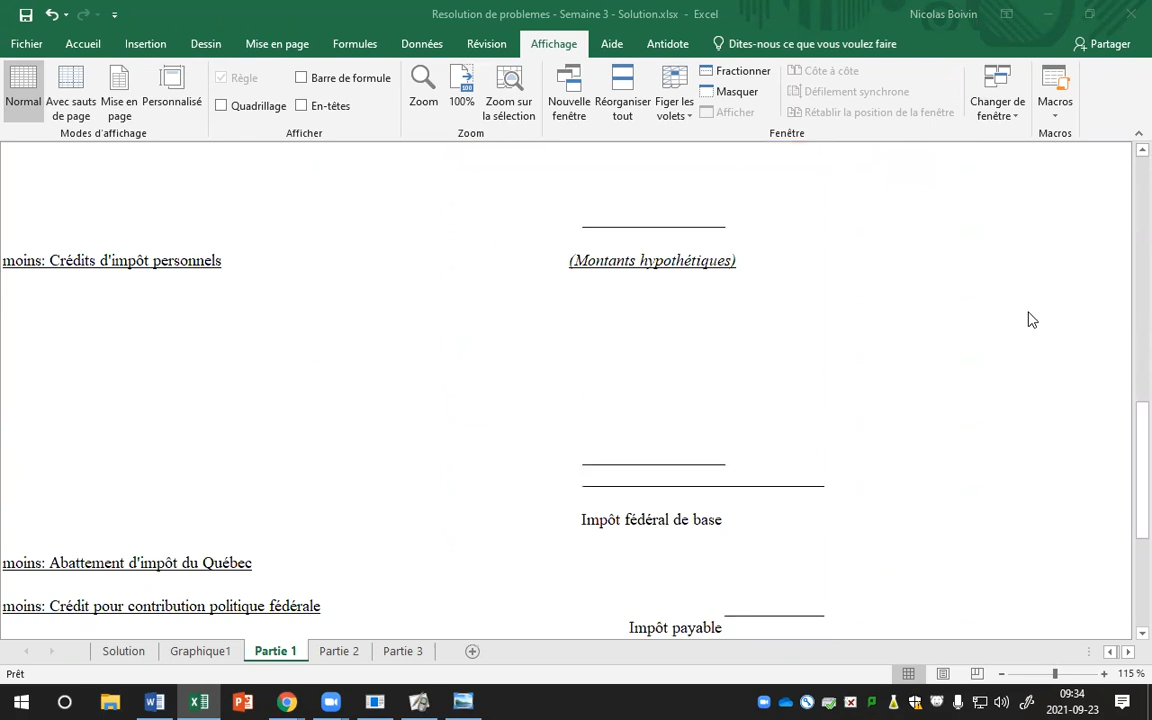 Resolution de problemes - Semaine 3 - Solution.xlsx - Excel
Nicolas Boivin
Fichier Accueil Insertion Dessin Mise en page Formules Données Révision Affichage Aide Antidote Dites-nous ce que vous voulez faire Partager
Normal Avec sauts de page Mise en page Personnalisé
Modes d'affichage
Règle Barre de formule
Quadrillage En-têtes
Afficher
Zoom 100% Zoom sur la sélection
Zoom
Nouvelle fenêtre Réorganiser tout Figer les volets
Fractionner
Masquer
Afficher
Côte à côte
Défilement synchrone
Rétablir la position de la fenêtre
Changer de fenêtre
Fenêtre
Macros
Macros
moins: Crédits d'impôt personnels (Montants hypothétiques)
Impôt fédéral de base
moins: Abattement d'impôt du Québec
moins: Crédit pour contribution politique fédérale
Impôt payable
Solution Graphique1 Partie 1 Partie 2 Partie 3
Prêt
115 %
09:34
2021-09-23